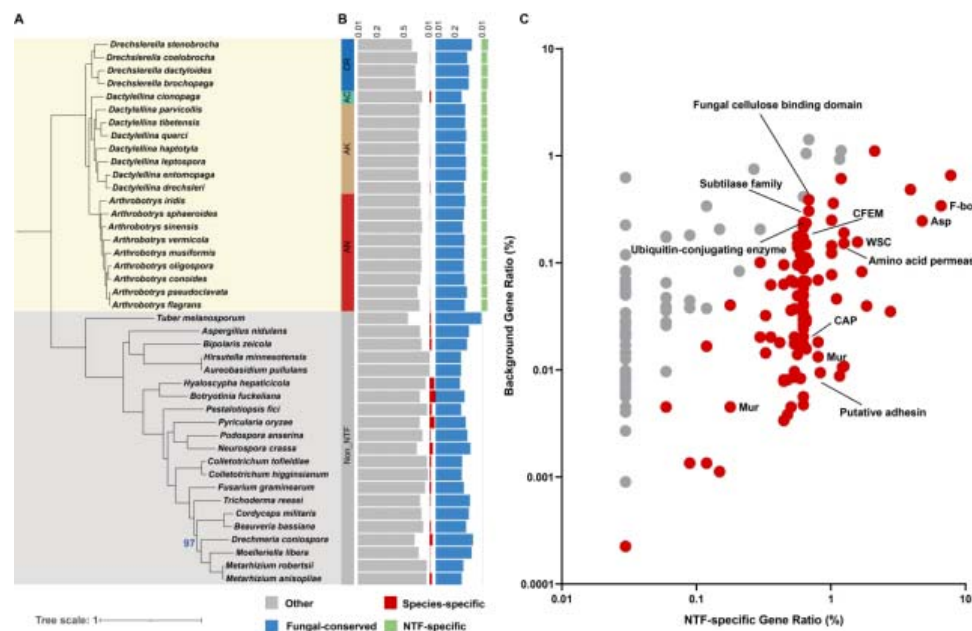 A
B
C
0.01
0.2
0.5
0.01
0.01
0.2
0.01
Drechslerella stenobrocha
Drechslerella coelobrocha
Drechslerella dactyloides
Drechslerella brochopaga
Dactylellina cionopaga
Dactylellina parvicollis
Dactylellina tibetensis
Dactylellina querci
Dactylellina haptotyla
Dactylellina leptospora
Dactylellina entomopaga
Dactylellina drechsleri
Arthrobotrys iridis
Arthrobotrys sphaeroides
Arthrobotrys sinensis
Arthrobotrys vermicola
Arthrobotrys musiformis
Arthrobotrys oligospora
Arthrobotrys conoides
Arthrobotrys pseudoclavata
Arthrobotrys flagrans
Tuber melanosporum
Aspergillus nidulans
Bipolaris zeicola
Hirsutella minnesotensis
Aureobasidium pullulans
Hyaloscypha hepaticicola
Botryotinia fuckeliana
Pestalotiopsis fici
Pyricularia oryzae
Podospora anserina
Neurospora crassa
Colletotrichum tofieldiae
Colletotrichum higginsianum
Fusarium graminearum
Trichoderma reesei
Cordyceps militaris
Beauveria bassiana
Drechmeria coniospora
97
Moelleriella libera
Metarhizium robertsii
Metarhizium anisopliae
CR
AC
AK
AN
Non_NTF
Tree scale: 1
Other
Species-specific
Fungal-conserved
NTF-specific
Background Gene Ratio (%)
10
1
0.1
0.01
0.001
0.0001
0.01
0.1
1
10
NTF-specific Gene Ratio (%)
Fungal cellulose binding domain
Subtilase family
CFEM
F-bo
Asp
Ubiquitin-conjugating enzyme
WSC
Amino acid permeas
CAP
Mur
Mur
Putative adhesin